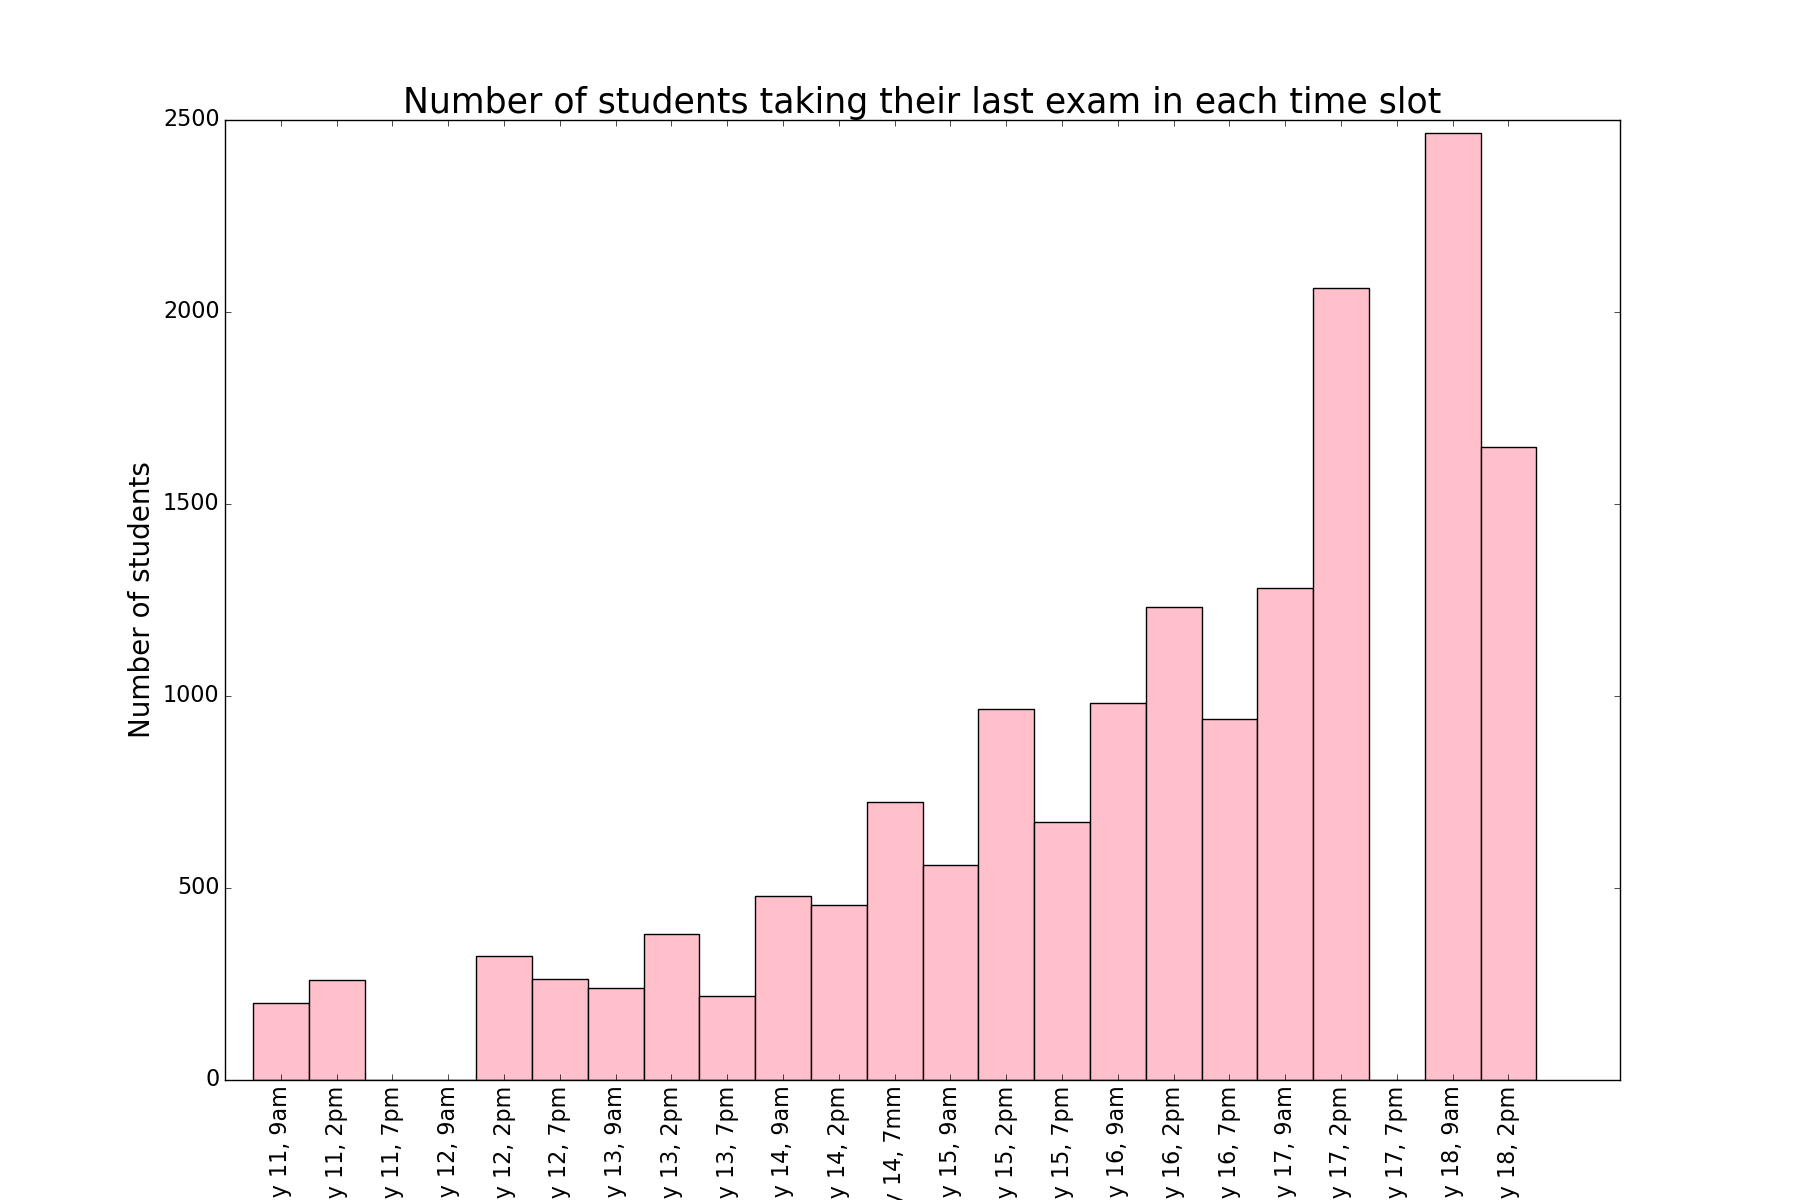 Number of students taking their last exam in each time slot
Number of students
2500
2000
1500
1000
500
0
y 11, 9am
y 11, 2pm
y 11, 7pm
y 12, 9am
y 12, 2pm
y 12, 7pm
y 13, 9am
y 13, 2pm
y 13, 7pm
y 14, 9am
y 14, 2pm
y 14, 7mm
y 15, 9am
y 15, 2pm
y 15, 7pm
y 16, 9am
y 16, 2pm
y 16, 7pm
y 17, 9am
y 17, 2pm
y 17, 7pm
y 18, 9am
y 18, 2pm